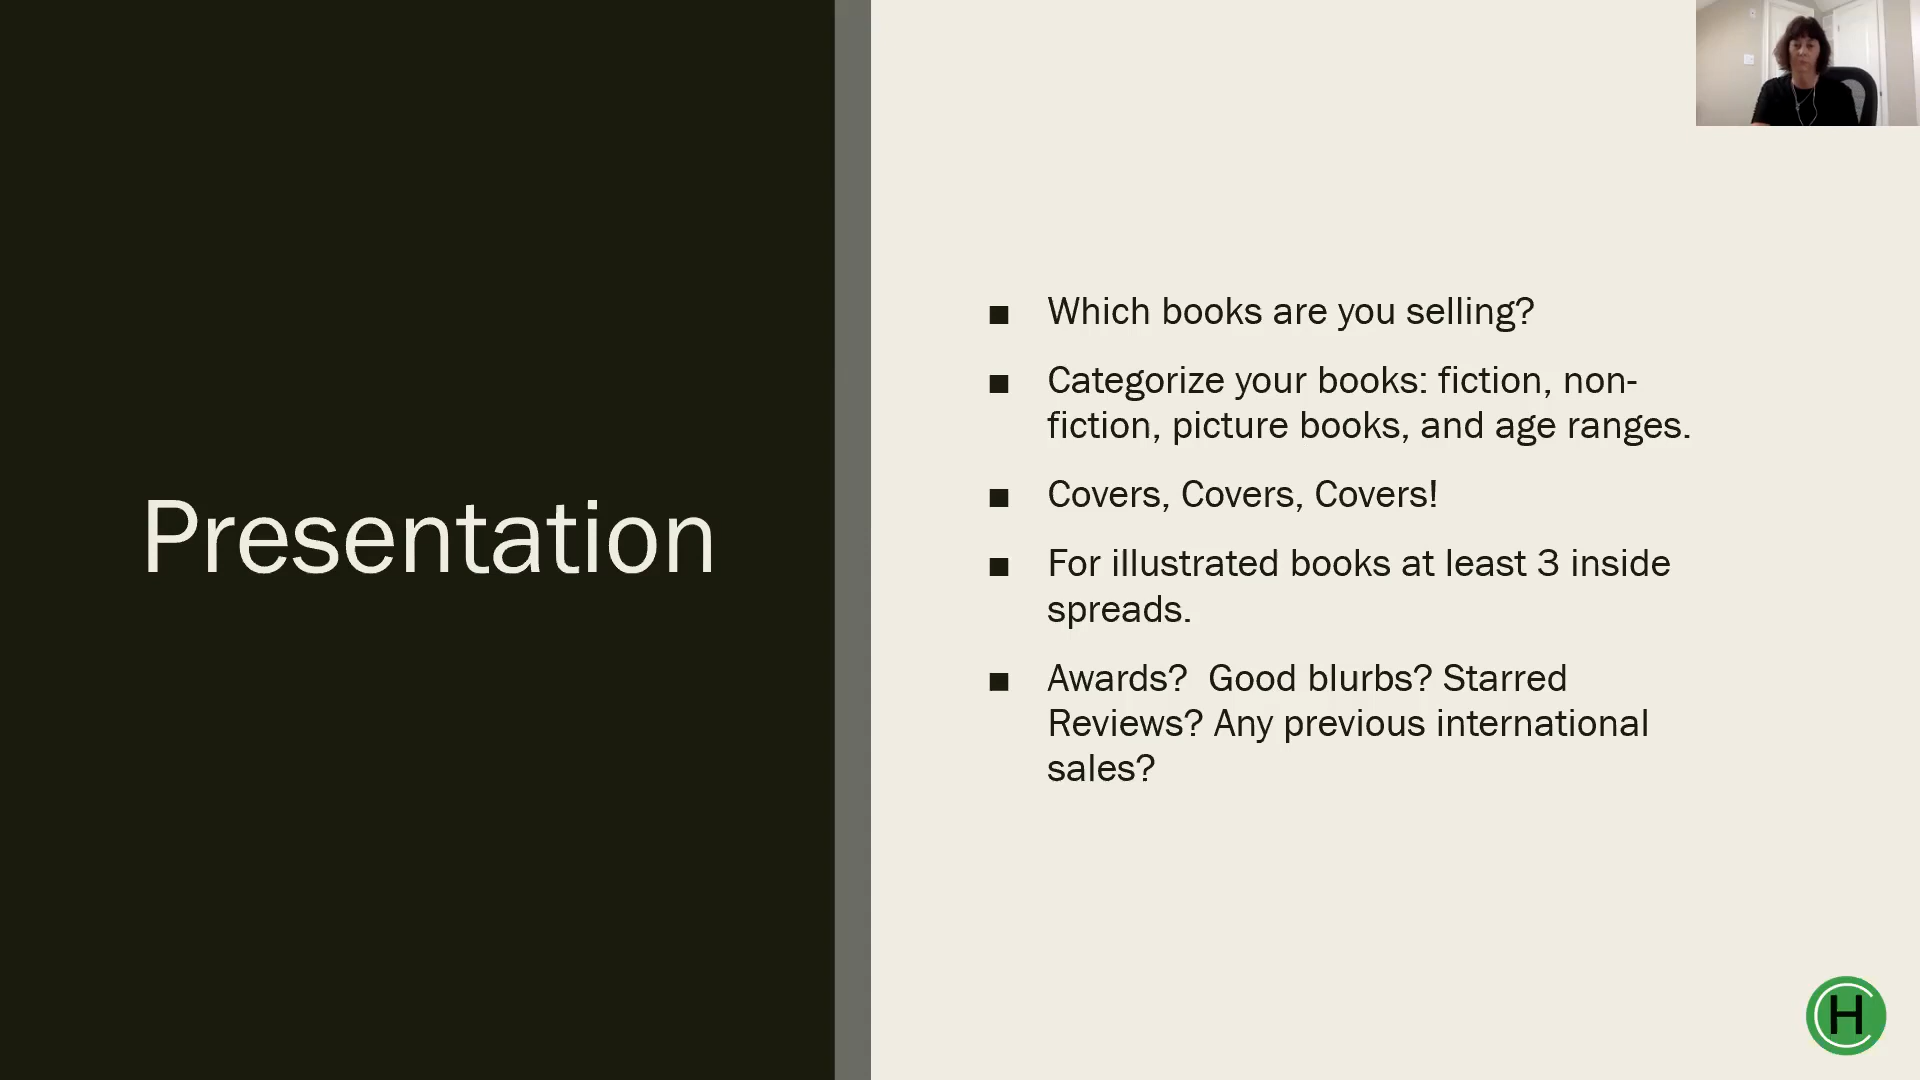 Presentation
■ Which books are you selling?
■ Categorize your books: fiction, non-
fiction, picture books, and age ranges.
■ Covers, Covers, Covers!
■ For illustrated books at least 3 inside
spreads.
■ Awards?  Good blurbs? Starred
Reviews? Any previous international
sales?
CH